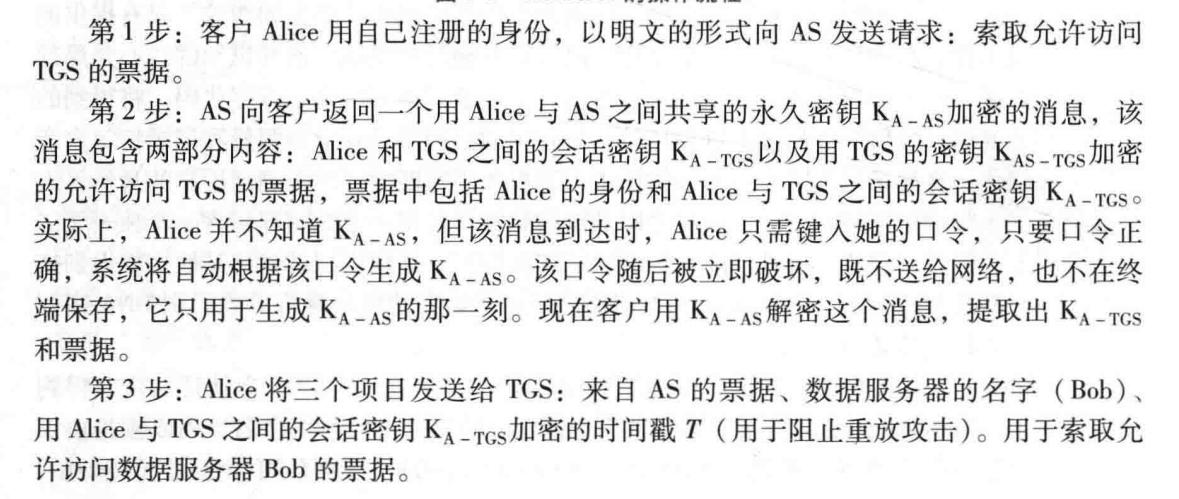 第 1 步：客户 Alice 用自己注册的身份，以明文的形式向 AS 发送请求：索取允许访问
TGS 的票据。
第 2 步：AS 向客户返回一个用 Alice 与 AS 之间共享的永久密钥 K_A-AS加密的消息，该
消息包含两部分内容：Alice 和 TGS 之间的会话密钥 K_A-TGS以及用 TGS 的密钥 K_AS-TGS加密
的允许访问 TGS 的票据，票据中包括 Alice 的身份和 Alice 与 TGS 之间的会话密钥 K_A-TGS。
实际上，Alice 并不知道 K_A-AS，但该消息到达时，Alice 只需键入她的口令，只要口令正
确，系统将自动根据该口令生成 K_A-AS。该口令随后被立即破坏，既不送给网络，也不在终
端保存，它只用于生成 K_A-AS的那一刻。现在客户用 K_A-AS解密这个消息，提取出 K_A-TGS
和票据。
第 3 步：Alice 将三个项目发送给 TGS：来自 AS 的票据、数据服务器的名字（Bob）、
用 Alice 与 TGS 之间的会话密钥 K_A-TGS加密的时间戳 T（用于阻止重放攻击）。用于索取允
许访问数据服务器 Bob 的票据。